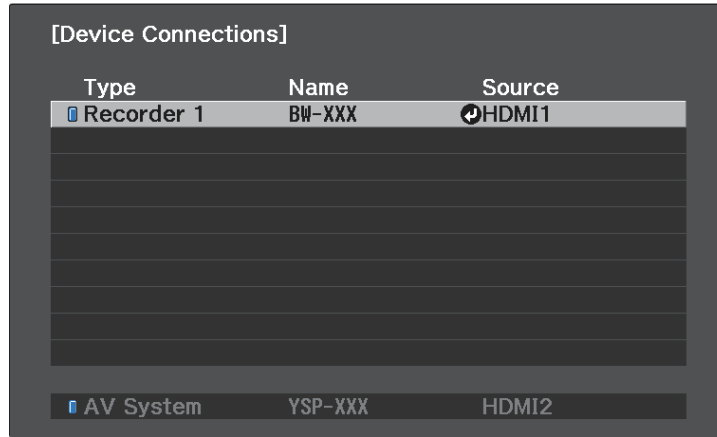 [Device Connections]
Type Name Source
Recorder 1 BW-XXX HDMI1
AV System YSP-XXX HDMI2